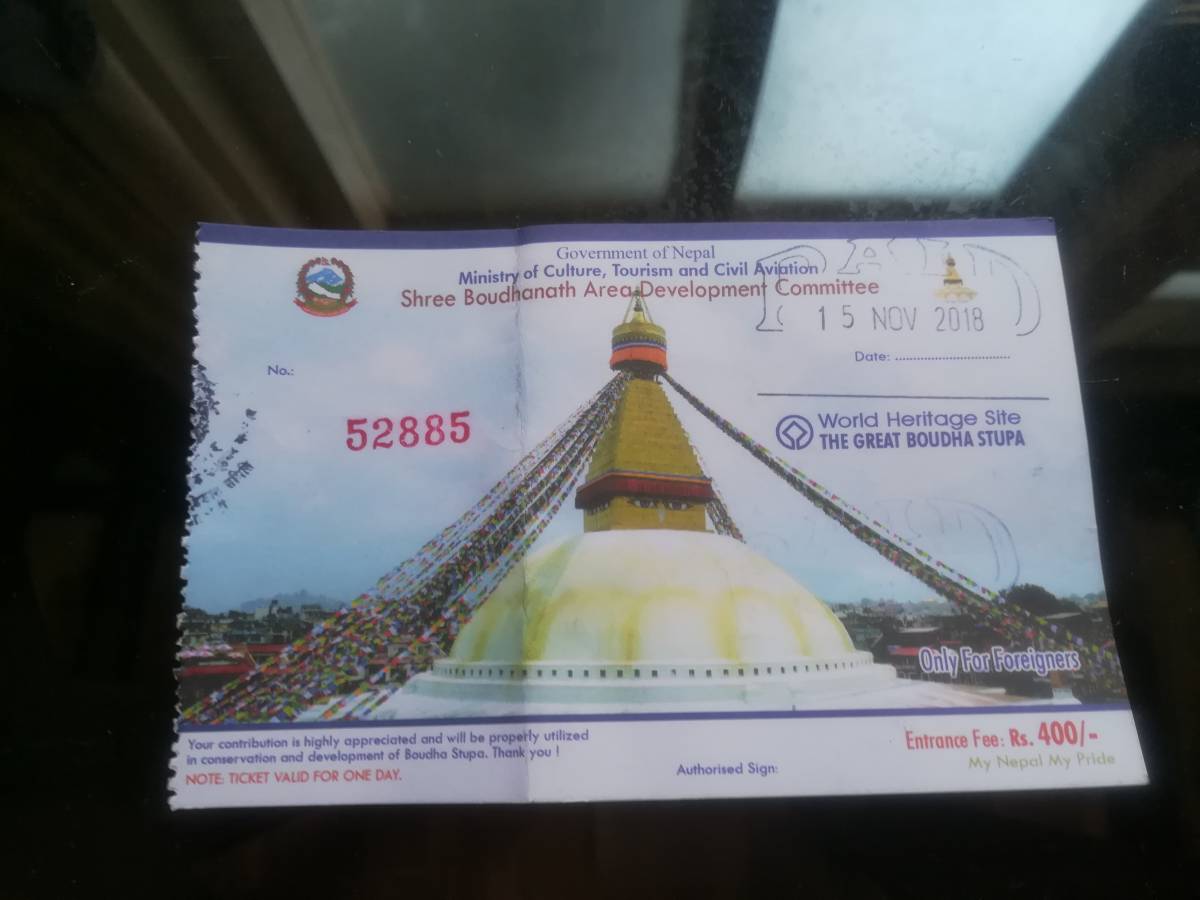 Government of Nepal
Ministry of Culture, Tourism and Civil Aviation
Shree Boudhanath Area Development Committee
PAID
15 NOV 2018
Date: ................................
No.:
52885
World Heritage Site
THE GREAT BOUDHA STUPA
Only For Foreigners
Your contribution is highly appreciated and will be properly utilized
in conservation and development of Boudha Stupa. Thank you !
NOTE: TICKET VALID FOR ONE DAY.
Authorised Sign:
Entrance Fee: Rs. 400/-
My Nepal My Pride